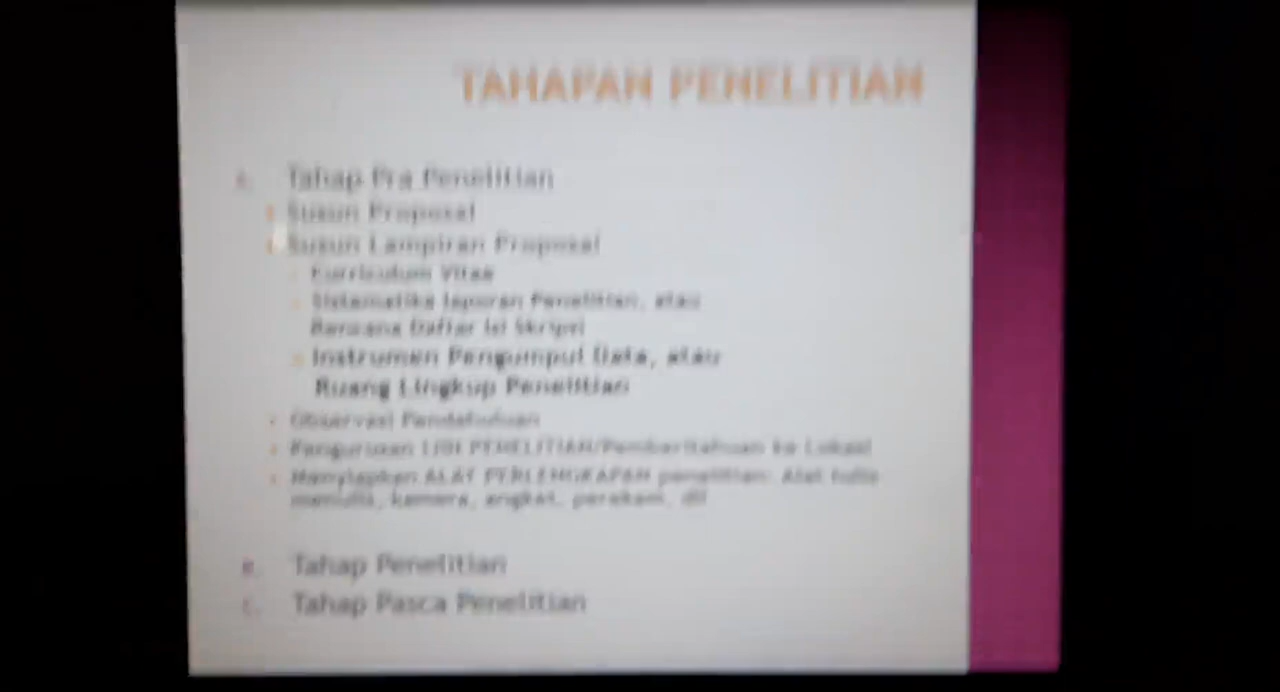 TAHAPAN PENELITIAN
Tahap Pra Penelitian
Susun Proposal
Susun Lampiran Proposal
Kurriculum Vitae
Sistematika laporan Penelitian, atau
Rencana Daftar Isi Skripsi
Instrumen Pengumpul Data, atau
Ruang Lingkup Penelitian
Observasi Pendahuluan
Pengurusan IJIN PENELITIAN/Pemberitahuan ke Lokasi
Menyiapkan ALAT PERLENGKAPAN penelitian: Alat tulis
menulis, kamera, angket, perekam, dll
B. Tahap Penelitian
C. Tahap Pasca Penelitian